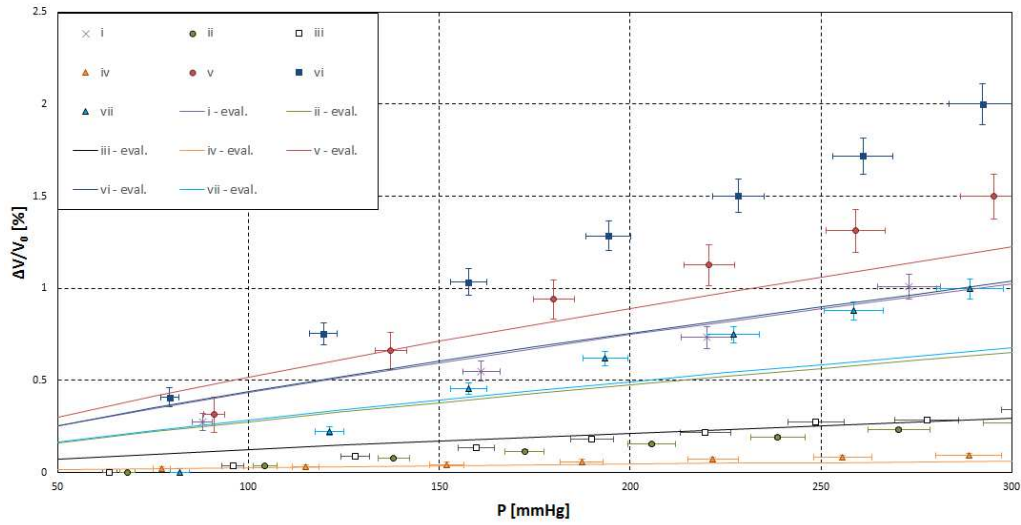 2.5
i ii iii
iv v vi
vii i - eval. ii - eval.
iii - eval. iv - eval. v - eval.
vi - eval. vii - eval.
2
1.5
1
0.5
0
ΔV/V₀ [%]
50 100 150 200 250 300
P [mmHg]